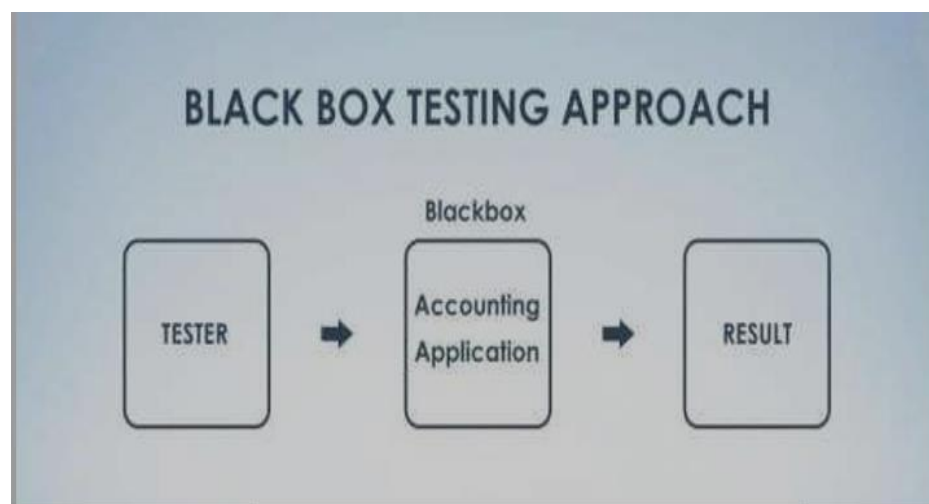 BLACK BOX TESTING APPROACH
Blackbox
TESTER
Accounting
Application
RESULT